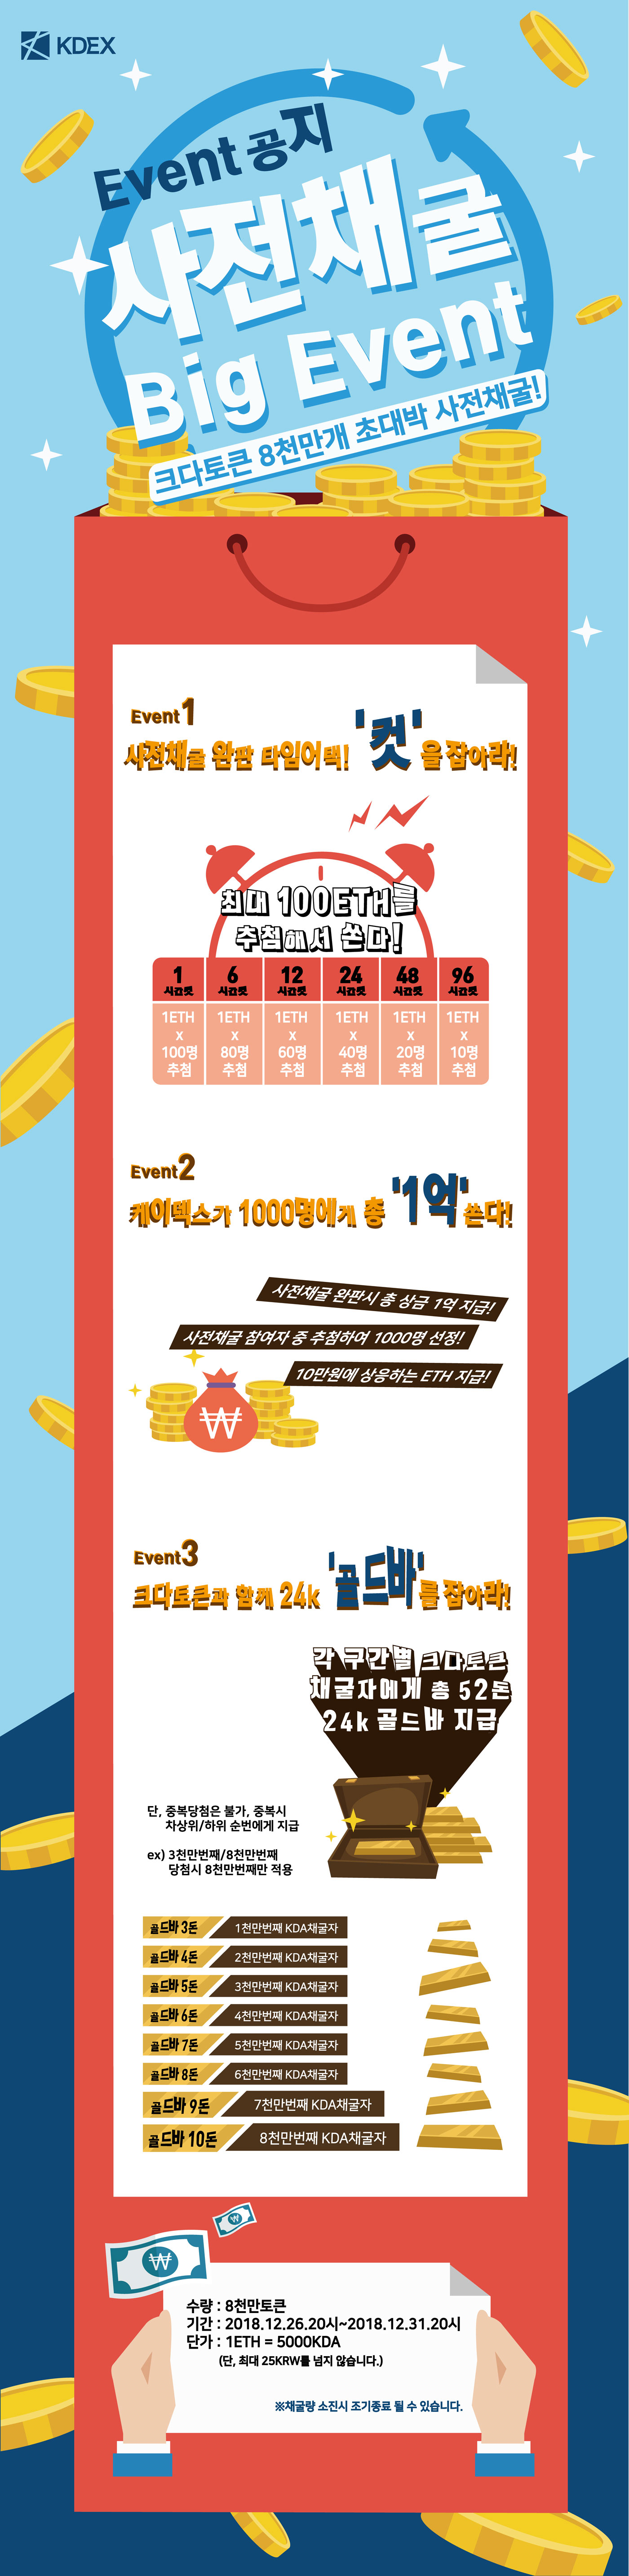 KDEX
Event 공지
사전채굴
Big Event
크다토큰 8천만개 초대박 사전채굴!
Event1
사전채굴 완판 타임어택! '컷'을 잡아라!
최대 100ETH를
추첨해서 쏜다!
1 6 12 24 48 96
시간컷 시간컷 시간컷 시간컷 시간컷 시간컷
1ETH 1ETH 1ETH 1ETH 1ETH 1ETH
x x x x x x
100명 80명 60명 40명 20명 10명
추첨 추첨 추첨 추첨 추첨 추첨
Event2
케이덱스가 1000명에게 총 '1억' 쏜다!
사전채굴 완판시 총 상금 1억 지급!
사전채굴 참여자 중 추첨하여 1000명 선정!
10만원에 상응하는 ETH 지급!
₩
Event3
크다토큰과 함께 24k '골드바'를 잡아라!
각 구간별 크다토큰
채굴자에게 총 52돈
24k 골드바 지급
단, 중복당첨은 불가, 중복시
차상위/하위 순번에게 지급
ex) 3천만번째/8천만번째
당첨시 8천만번째만 적용
골드바 3돈 1천만번째 KDA채굴자
골드바 4돈 2천만번째 KDA채굴자
골드바 5돈 3천만번째 KDA채굴자
골드바 6돈 4천만번째 KDA채굴자
골드바 7돈 5천만번째 KDA채굴자
골드바 8돈 6천만번째 KDA채굴자
골드바 9돈 7천만번째 KDA채굴자
골드바 10돈 8천만번째 KDA채굴자
₩
₩
수량 : 8천만토큰
기간 : 2018.12.26.20시~2018.12.31.20시
단가 : 1ETH = 5000KDA
(단, 최대 25KRW를 넘지 않습니다.)
※채굴량 소진시 조기종료 될 수 있습니다.